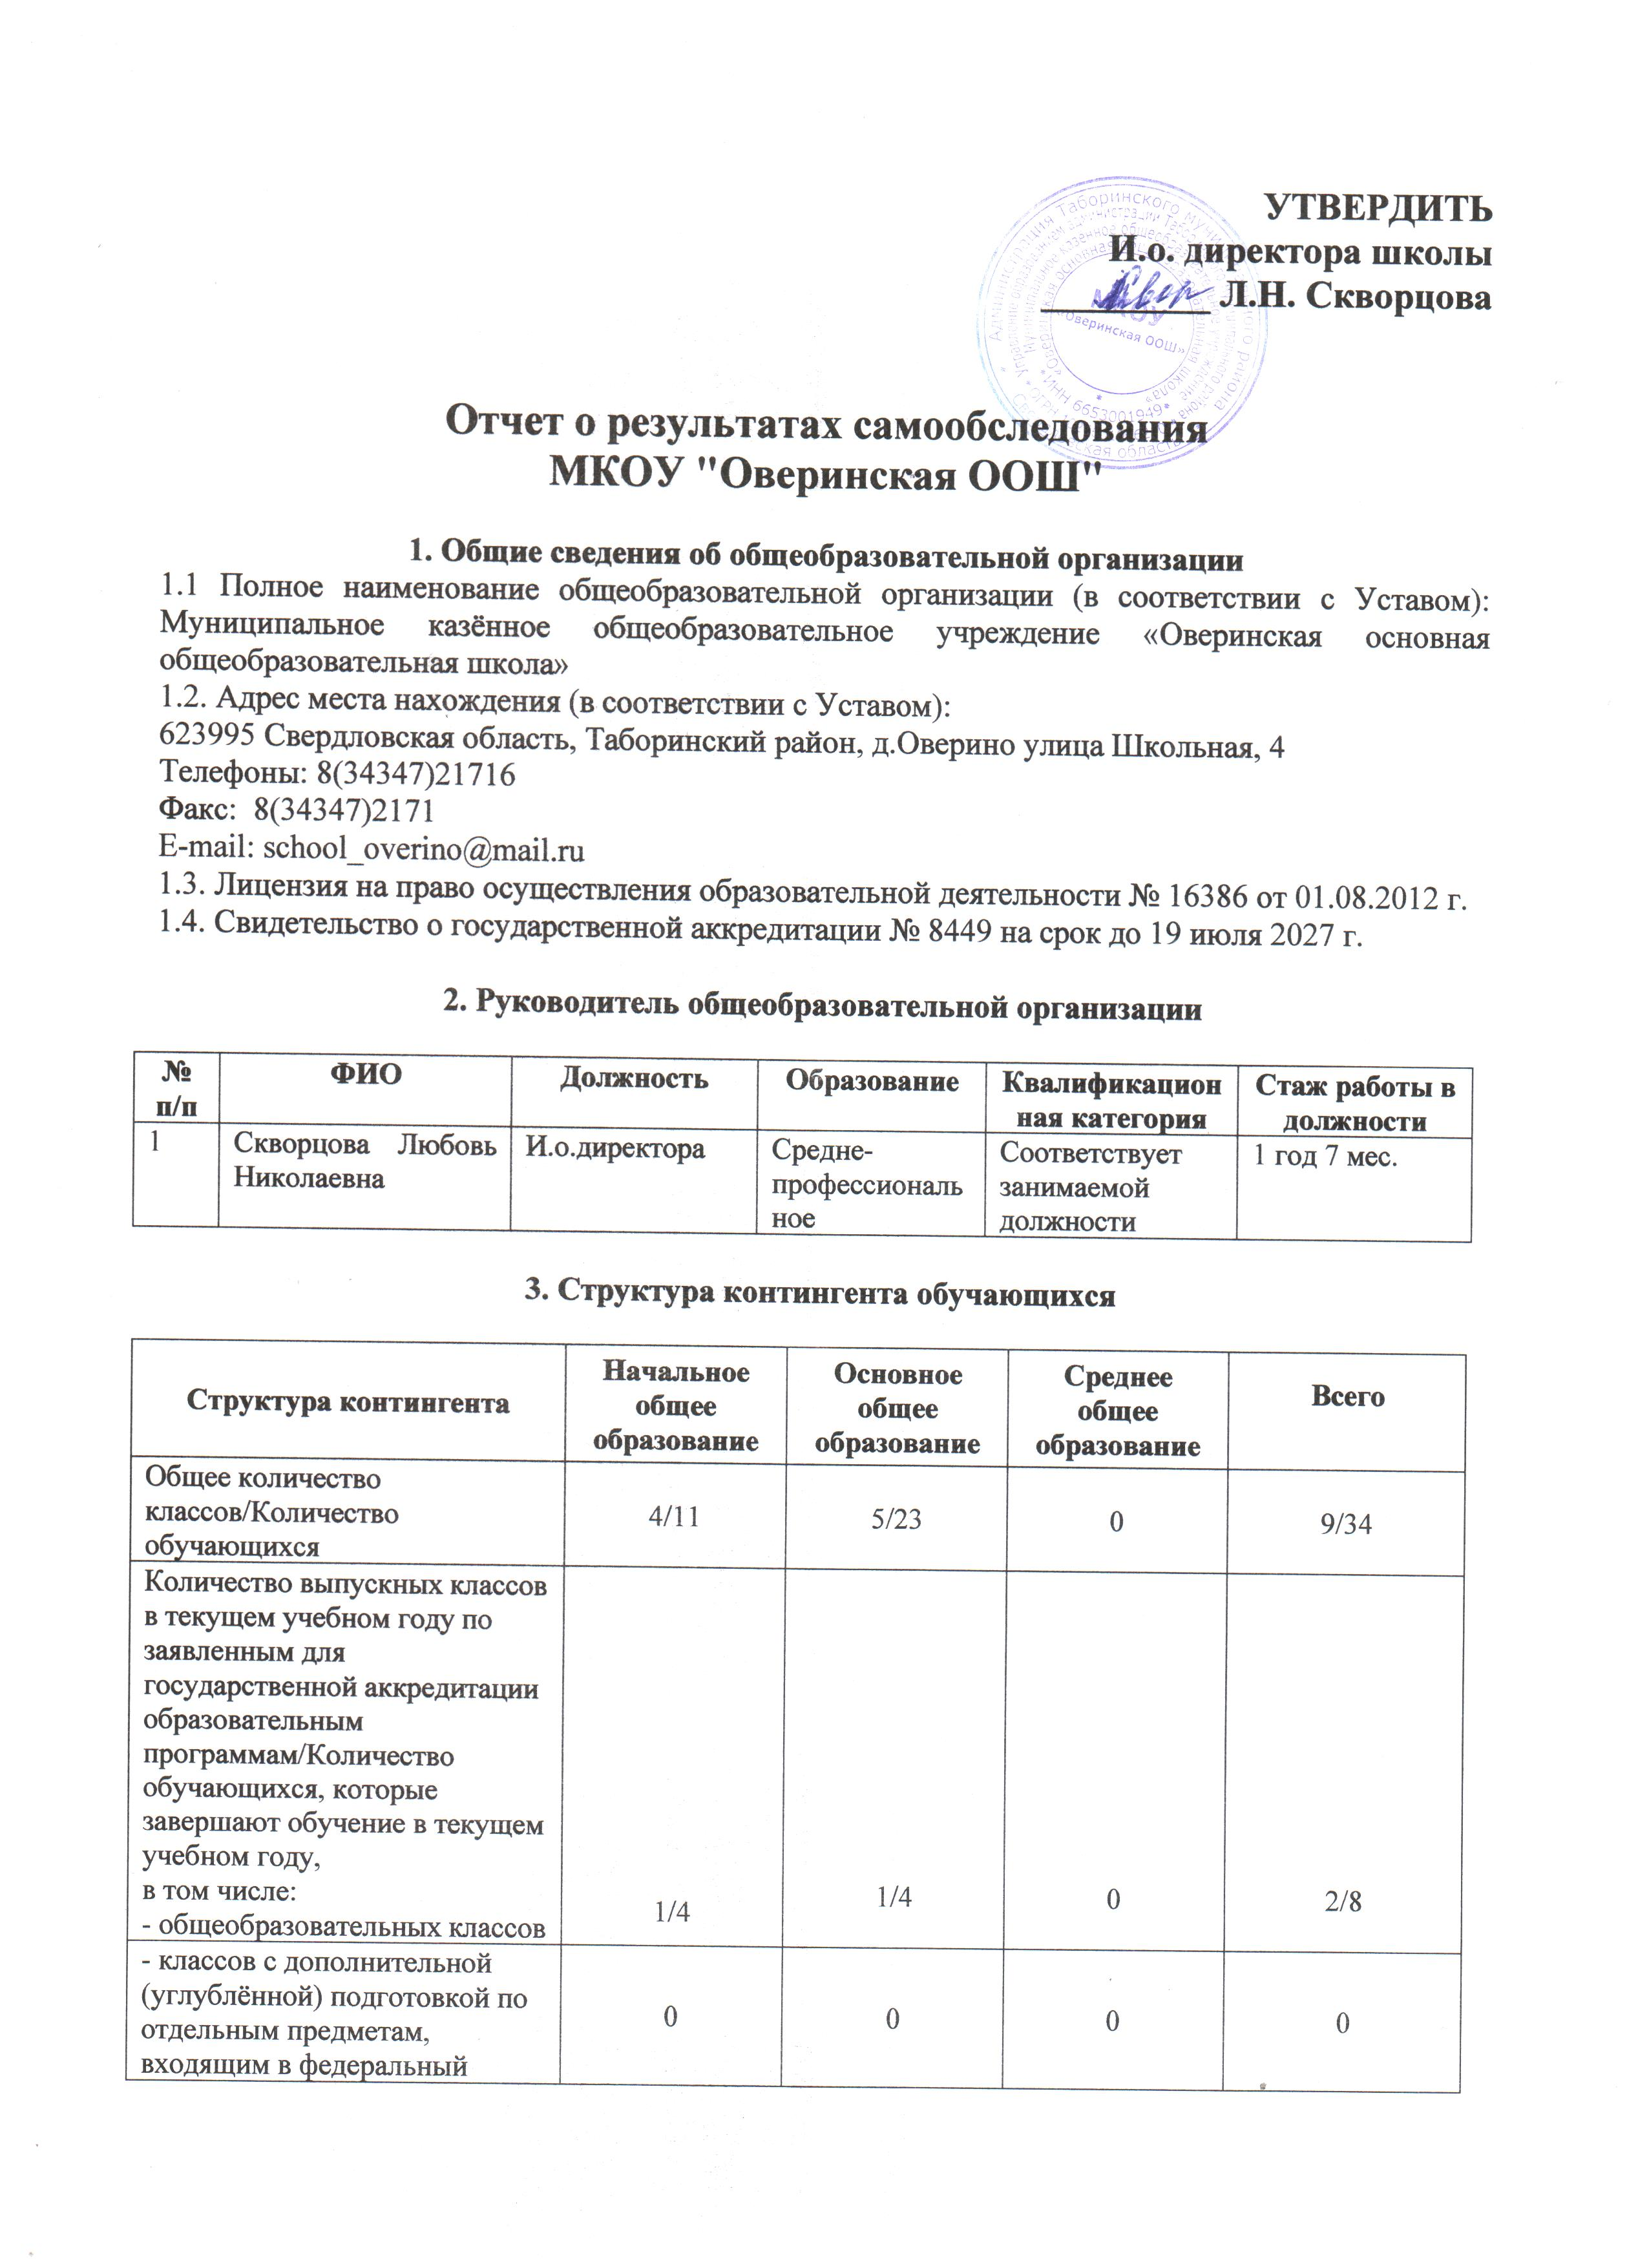 УТВЕРДИТЬ
И.о. директора школы
Л.Н. Скворцова
«Оверинская ООШ»
ИНН 6653001949
Отчет о результатах самообследования
МКОУ "Оверинская ООШ"
1. Общие сведения об общеобразовательной организации
1.1 Полное наименование общеобразовательной организации (в соответствии с Уставом):
Муниципальное казённое общеобразовательное учреждение «Оверинская основная
общеобразовательная школа»
1.2. Адрес места нахождения (в соответствии с Уставом):
623995 Свердловская область, Таборинский район, д.Оверино улица Школьная, 4
Телефоны: 8(34347)21716
Факс: 8(34347)2171
E-mail: school_overino@mail.ru
1.3. Лицензия на право осуществления образовательной деятельности № 16386 от 01.08.2012 г.
1.4. Свидетельство о государственной аккредитации № 8449 на срок до 19 июля 2027 г.
2. Руководитель общеобразовательной организации
№
п/п
ФИО
Должность
Образование
Квалификацион
ная категория
Стаж работы в
должности
1
Скворцова Любовь
Николаевна
И.о.директора
Средне-
профессиональ
ное
Соответствует
занимаемой
должности
1 год 7 мес.
3. Структура контингента обучающихся
Структура контингента
Начальное
общее
образование
Основное
общее
образование
Среднее
общее
образование
Всего
Общее количество
классов/Количество
обучающихся
4/11
5/23
0
9/34
Количество выпускных классов
в текущем учебном году по
заявленным для
государственной аккредитации
образовательным
программам/Количество
обучающихся, которые
завершают обучение в текущем
учебном году,
в том числе:
- общеобразовательных классов
1/4
1/4
0
2/8
- классов с дополнительной
(углублённой) подготовкой по
отдельным предметам,
входящим в федеральный
0
0
0
0